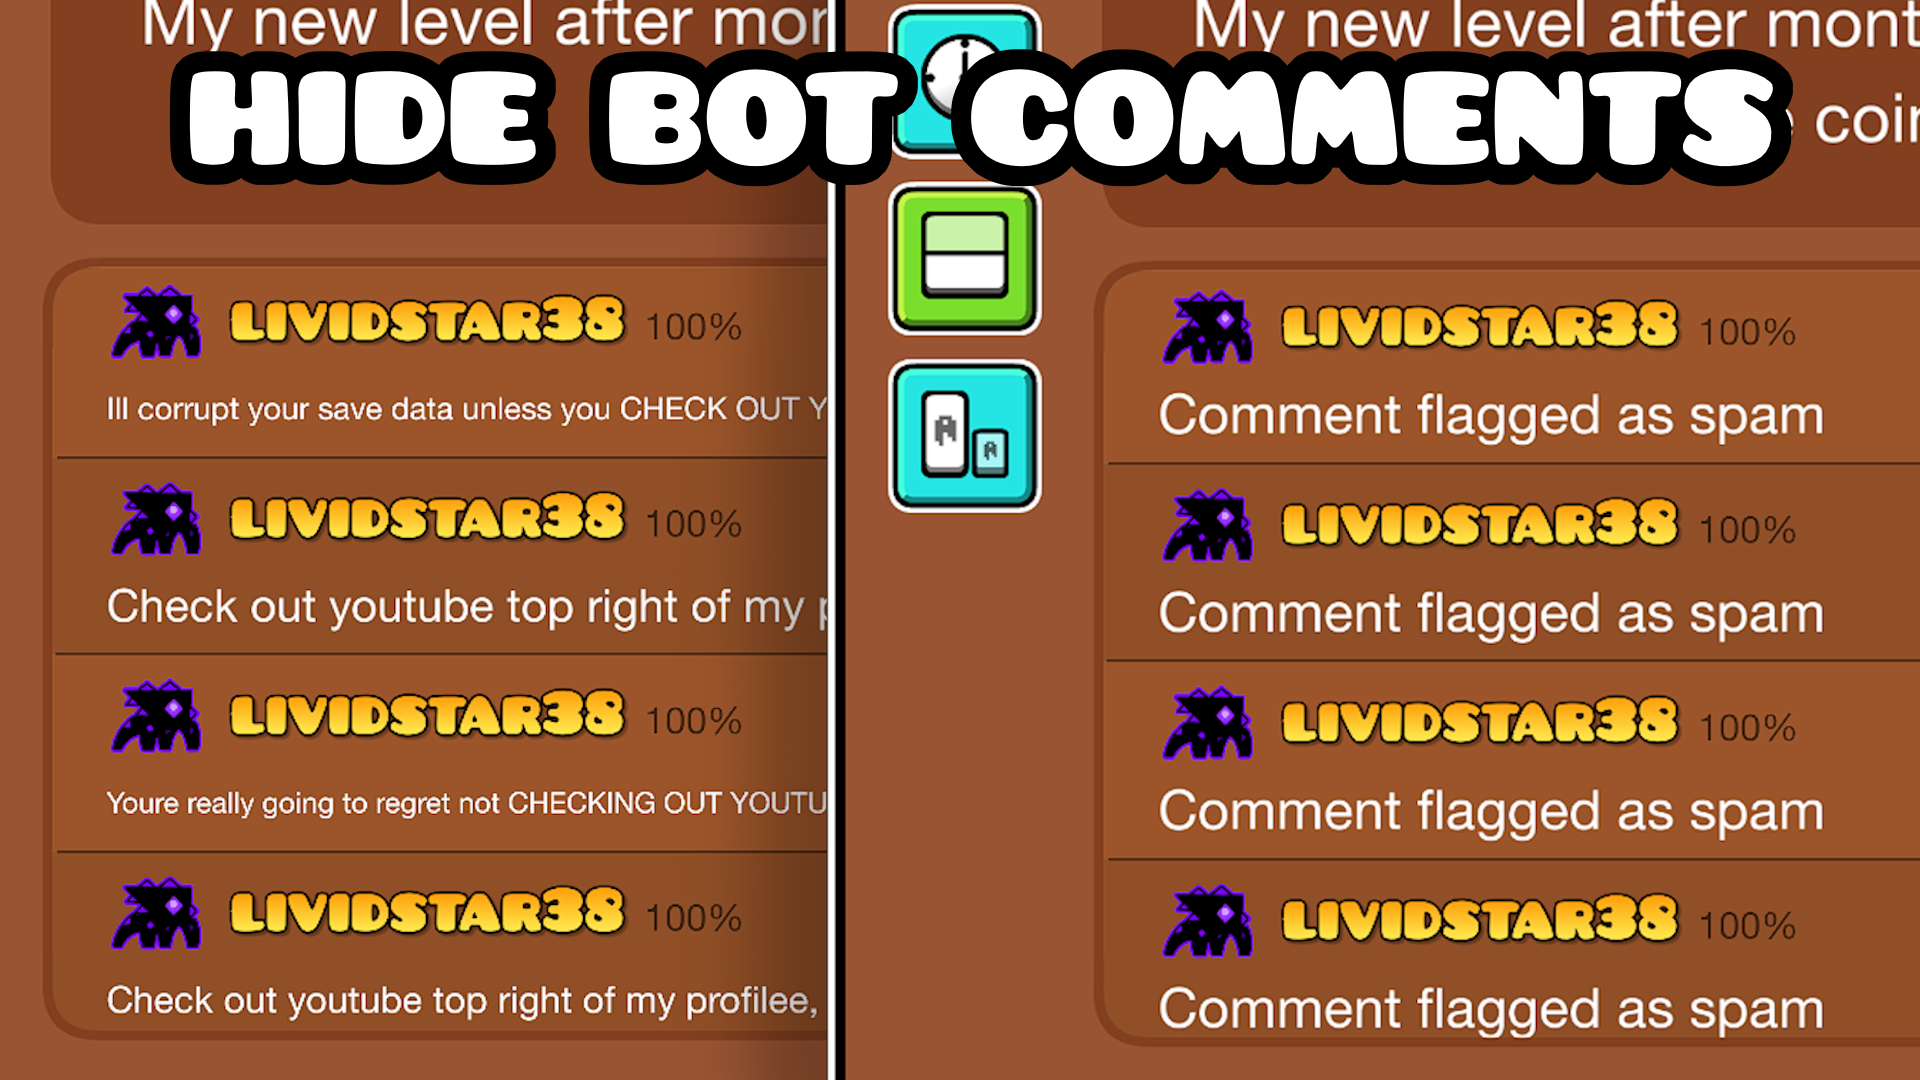 My new level after mon
HIDE BOT COMMENTS
LIVIDSTAR38 100%
Ill corrupt your save data unless you CHECK OUT Y
LIVIDSTAR38 100%
Check out youtube top right of my
LIVIDSTAR38 100%
Youre really going to regret not CHECKING OUT YOUTU
LIVIDSTAR38 100%
Check out youtube top right of my profilee,
My new level after mont
coin
LIVIDSTAR38 100%
Comment flagged as spam
LIVIDSTAR38 100%
Comment flagged as spam
LIVIDSTAR38 100%
Comment flagged as spam
LIVIDSTAR38 100%
Comment flagged as spam